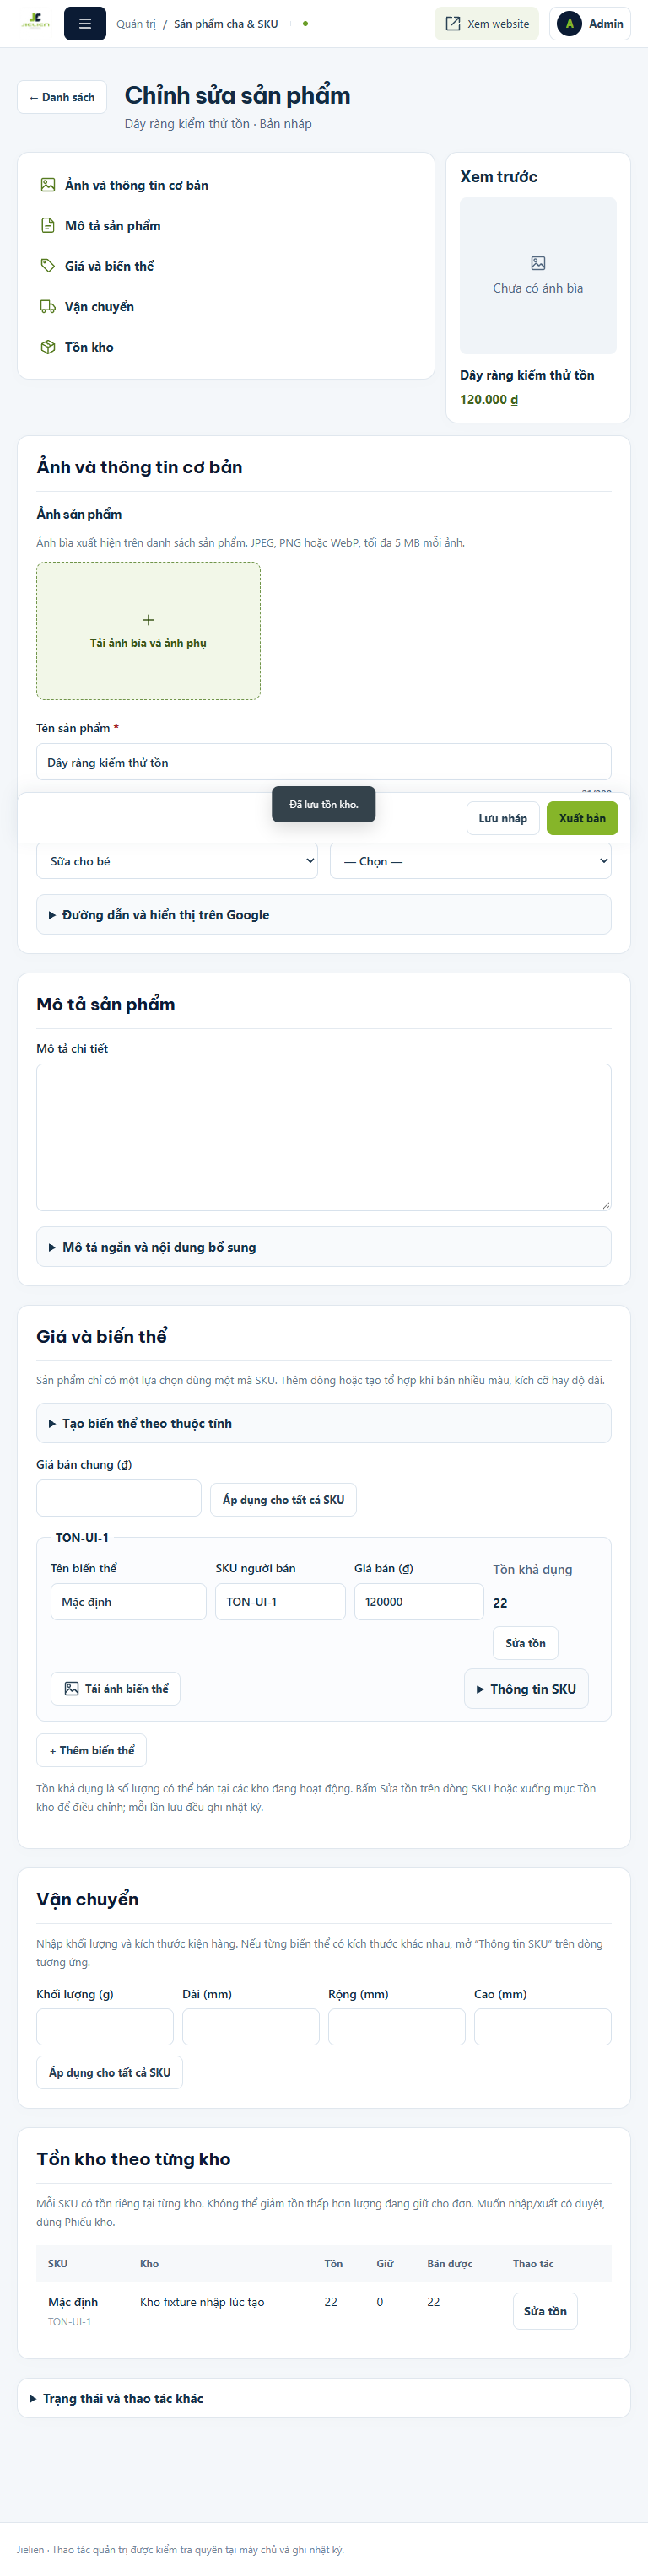 JC
JIELIEN
Quản trị / Sản phẩm cha & SKU
Xem website
A Admin
← Danh sách
Chỉnh sửa sản phẩm
Dây ràng kiểm thử tồn · Bản nháp
Ảnh và thông tin cơ bản
Mô tả sản phẩm
Giá và biến thể
Vận chuyển
Tồn kho
Xem trước
Chưa có ảnh bìa
Dây ràng kiểm thử tồn
120.000 ₫
Ảnh và thông tin cơ bản
Ảnh sản phẩm
Ảnh bìa xuất hiện trên danh sách sản phẩm. JPEG, PNG hoặc WebP, tối đa 5 MB mỗi ảnh.
+
Tải ảnh bìa và ảnh phụ
Tên sản phẩm *
Dây ràng kiểm thử tồn
Đã lưu tồn kho.
Lưu nháp
Xuất bản
Sữa cho bé
— Chọn —
▶ Đường dẫn và hiển thị trên Google
Mô tả sản phẩm
Mô tả chi tiết
▶ Mô tả ngắn và nội dung bổ sung
Giá và biến thể
Sản phẩm chỉ có một lựa chọn dùng một mã SKU. Thêm dòng hoặc tạo tổ hợp khi bán nhiều màu, kích cỡ hay độ dài.
▶ Tạo biến thể theo thuộc tính
Giá bán chung (₫)
Áp dụng cho tất cả SKU
TON-UI-1
Tên biến thể SKU người bán Giá bán (₫) Tồn khả dụng
Mặc định TON-UI-1 120000 22
Sửa tồn
Tải ảnh biến thể
▶ Thông tin SKU
+ Thêm biến thể
Tồn khả dụng là số lượng có thể bán tại các kho đang hoạt động. Bấm Sửa tồn trên dòng SKU hoặc xuống mục Tồn
kho để điều chỉnh; mỗi lần lưu đều ghi nhật ký.
Vận chuyển
Nhập khối lượng và kích thước kiện hàng. Nếu từng biến thể có kích thước khác nhau, mở “Thông tin SKU” trên dòng
tương ứng.
Khối lượng (g) Dài (mm) Rộng (mm) Cao (mm)
Áp dụng cho tất cả SKU
Tồn kho theo từng kho
Mỗi SKU có tồn riêng tại từng kho. Không thể giảm tồn thấp hơn lượng đang giữ cho đơn. Muốn nhập/xuất có duyệt,
dùng Phiếu kho.
SKU Kho Tồn Giữ Bán được Thao tác
Mặc định Kho fixture nhập lúc tạo 22 0 22 Sửa tồn
TON-UI-1
▶ Trạng thái và thao tác khác
Jielien · Thao tác quản trị được kiểm tra quyền tại máy chủ và ghi nhật ký.